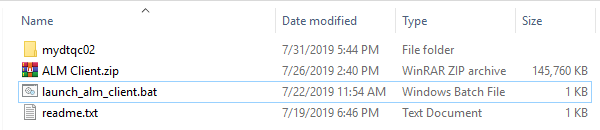 Name Date modified Type Size
mydtqc02 7/31/2019 5:44 PM File folder
ALM Client.zip 7/26/2019 2:40 PM WinRAR ZIP archive 145,760 KB
launch_alm_client.bat 7/22/2019 11:54 AM Windows Batch File 1 KB
readme.txt 7/19/2019 6:46 PM Text Document 1 KB